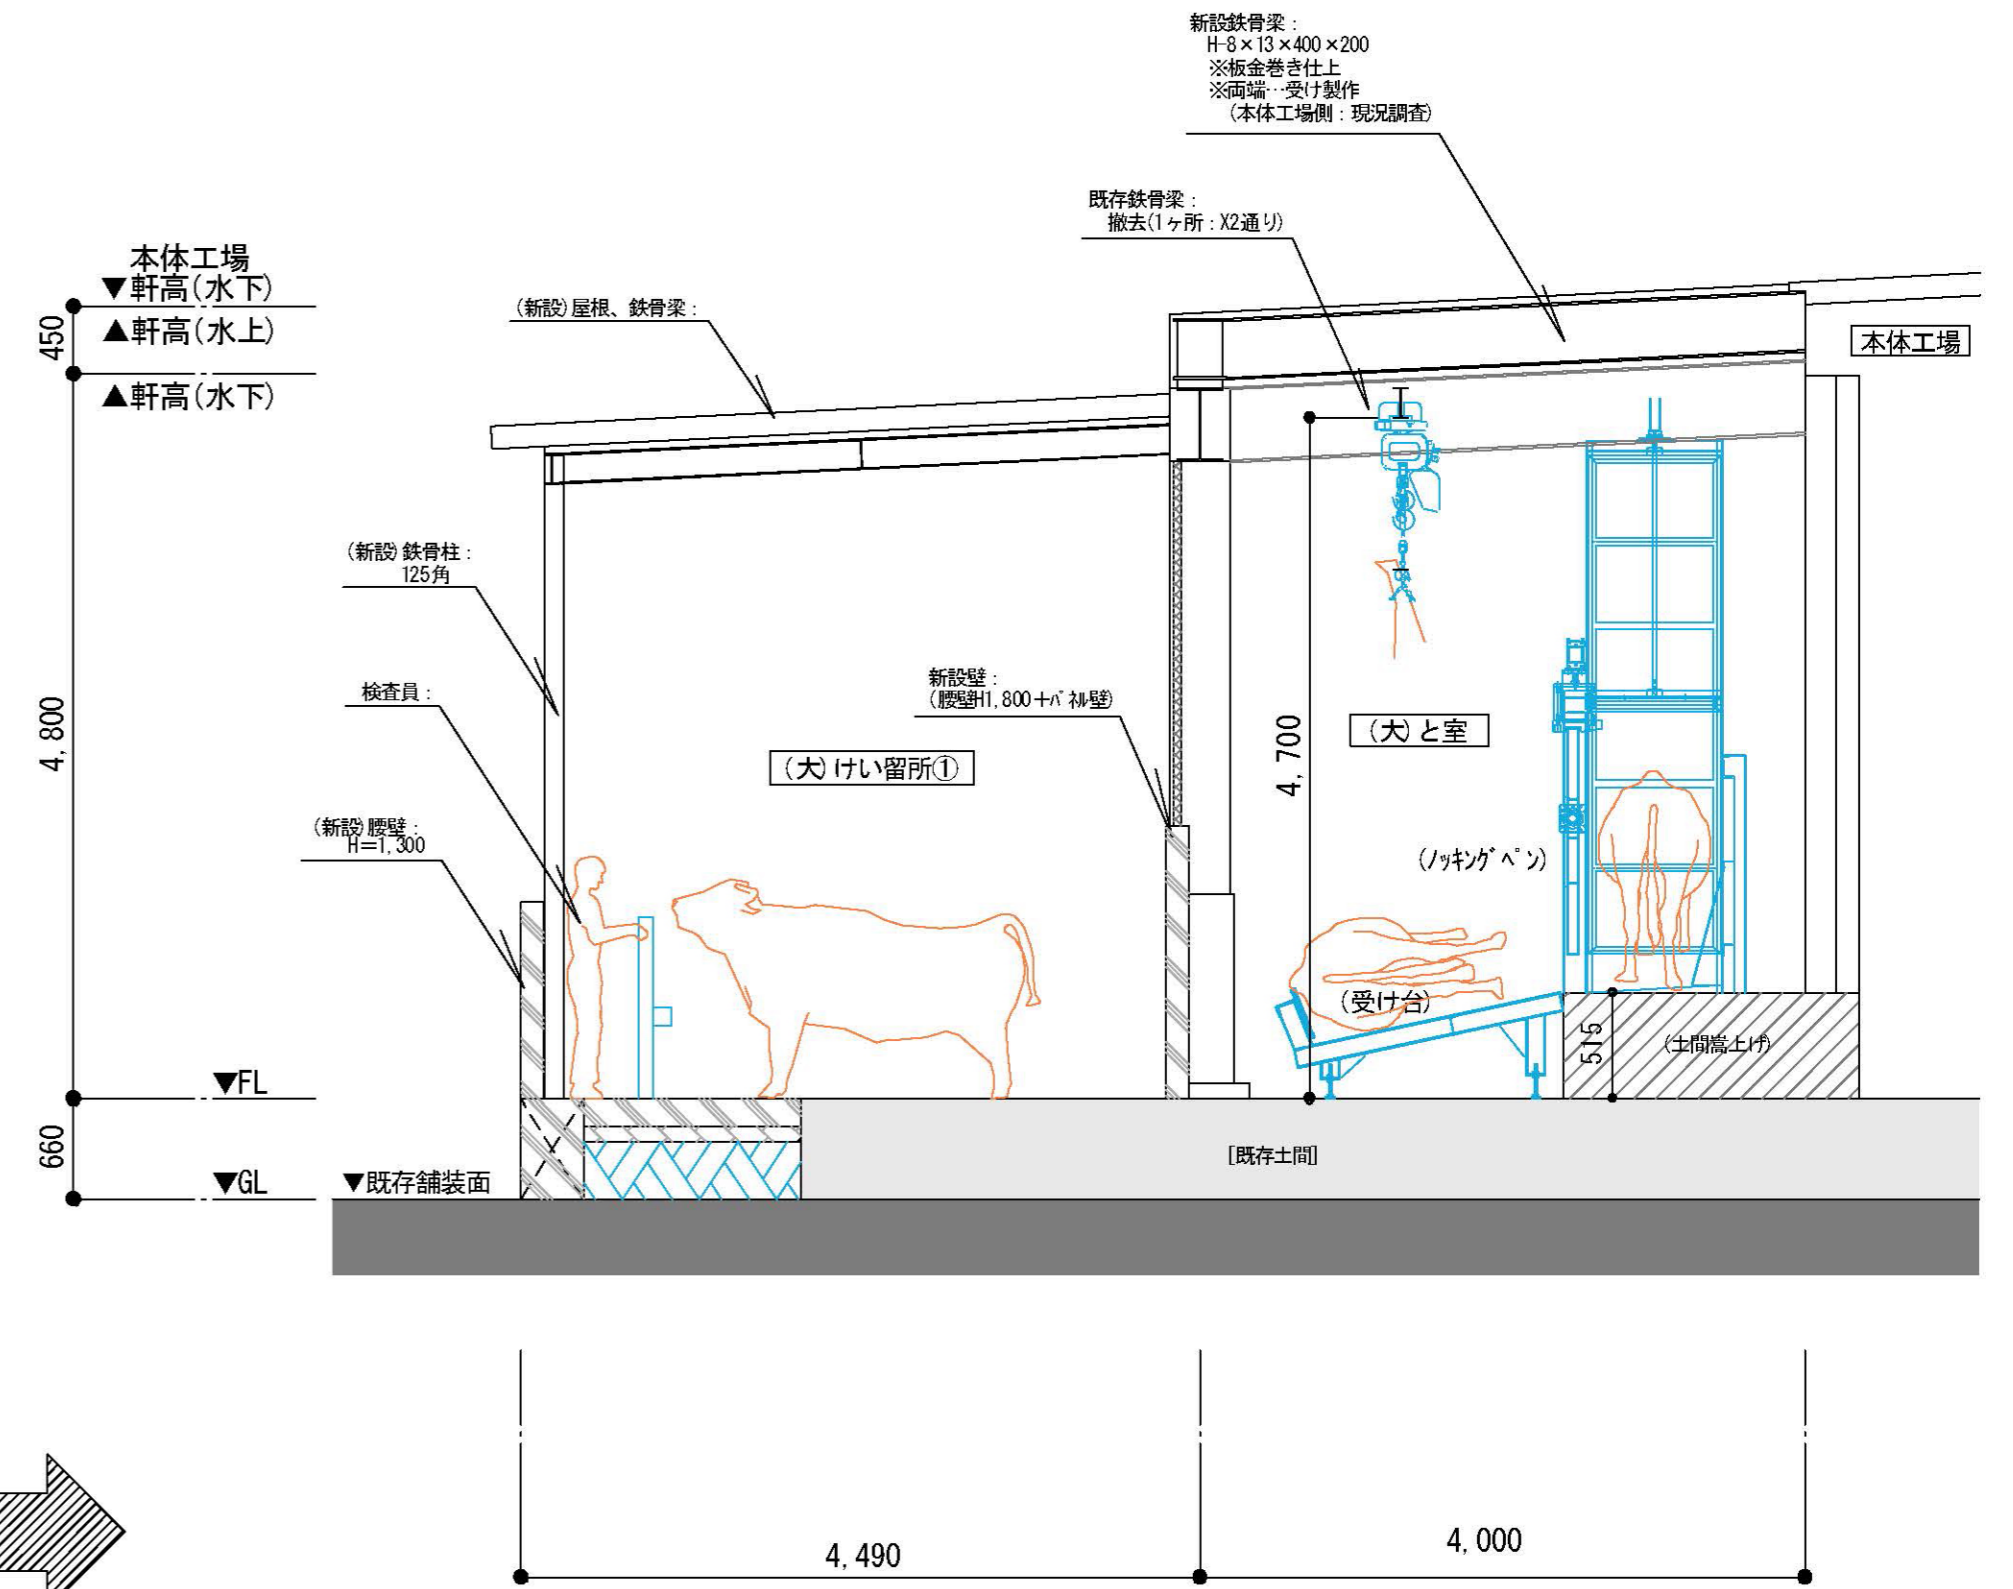 新設鉄骨梁：
H-8×13×400×200
※板金巻き仕上
※両端…受け製作
(本体工場側：現況調査)
既存鉄骨梁：
撤去(1ヶ所：X2通り)
本体工場
▼軒高(水下)
450
▲軒高(水上)
▲軒高(水下)
(新設)屋根、鉄骨梁：
本体工場
(新設)鉄骨柱：
125角
検査員：
新設壁：
(腰壁H1,800+パネル壁)
4,800
4,700
(大)と室
(大)けい留所①
(新設)腰壁：
H=1,300
(ノッキングペン)
(受け台)
515
(土間嵩上げ)
▼FL
660
[既存土間]
▼GL
▼既存舗装面
4,490
4,000